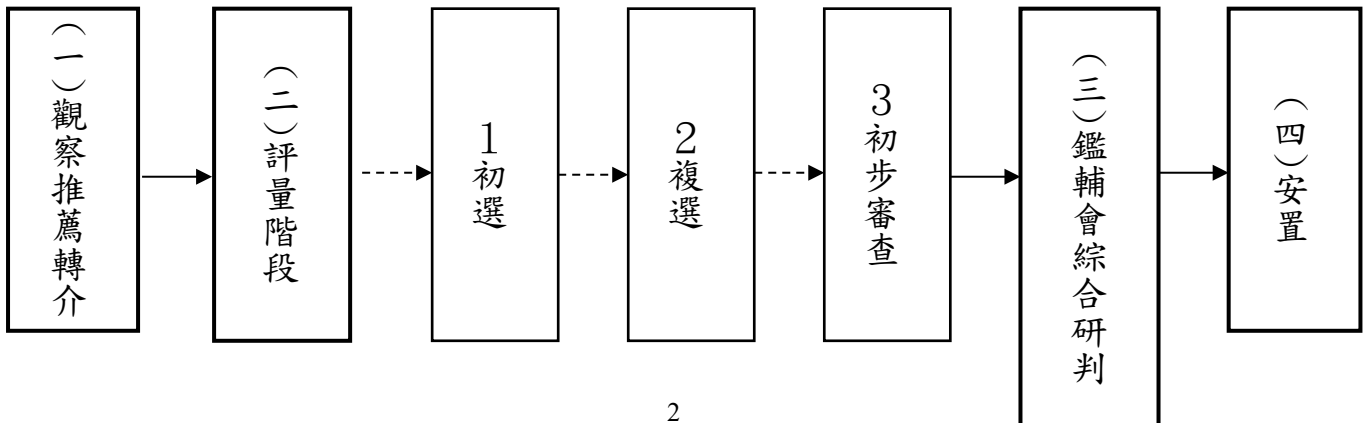 （一）觀察推薦轉介
（二）評量階段
1初選
2複選
3初步審查
（三）鑑輔會綜合研判
（四）安置
2